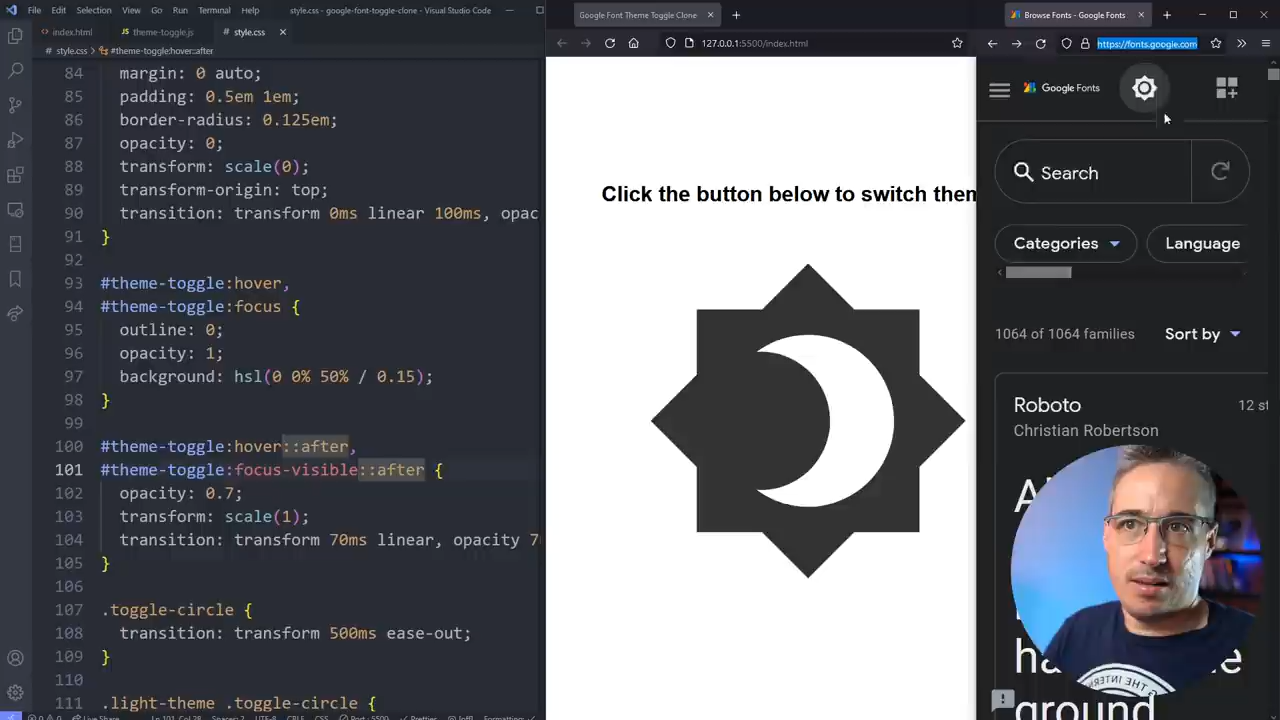 File Edit Selection View Go Run Terminal Help style.css - google-font-toggle-clone - Visual Studio Code
index.html theme-toggle.js style.css
style.css > #theme-toggle:hover::after
84 margin: 0 auto;
85 padding: 0.5em 1em;
86 border-radius: 0.125em;
87 opacity: 0;
88 transform: scale(0);
89 transform-origin: top;
90 transition: transform 0ms linear 100ms, opac
91 }
92
93 #theme-toggle:hover,
94 #theme-toggle:focus {
95 outline: 0;
96 opacity: 1;
97 background: hsl(0 0% 50% / 0.15);
98 }
99
100 #theme-toggle:hover::after,
101 #theme-toggle:focus-visible::after {
102 opacity: 0.7;
103 transform: scale(1);
104 transition: transform 70ms linear, opacity 7
105 }
106
107 .toggle-circle {
108 transition: transform 500ms ease-out;
109 }
110
111 .light-theme .toggle-circle {
Google Font Theme Toggle Clone
127.0.0.1:5500/index.html
Click the button below to switch them
Browse Fonts - Google Fonts
https://fonts.google.com
Google Fonts
Search
Categories
Language
1064 of 1064 families
Sort by
Roboto
12 st
Christian Robertson
ground